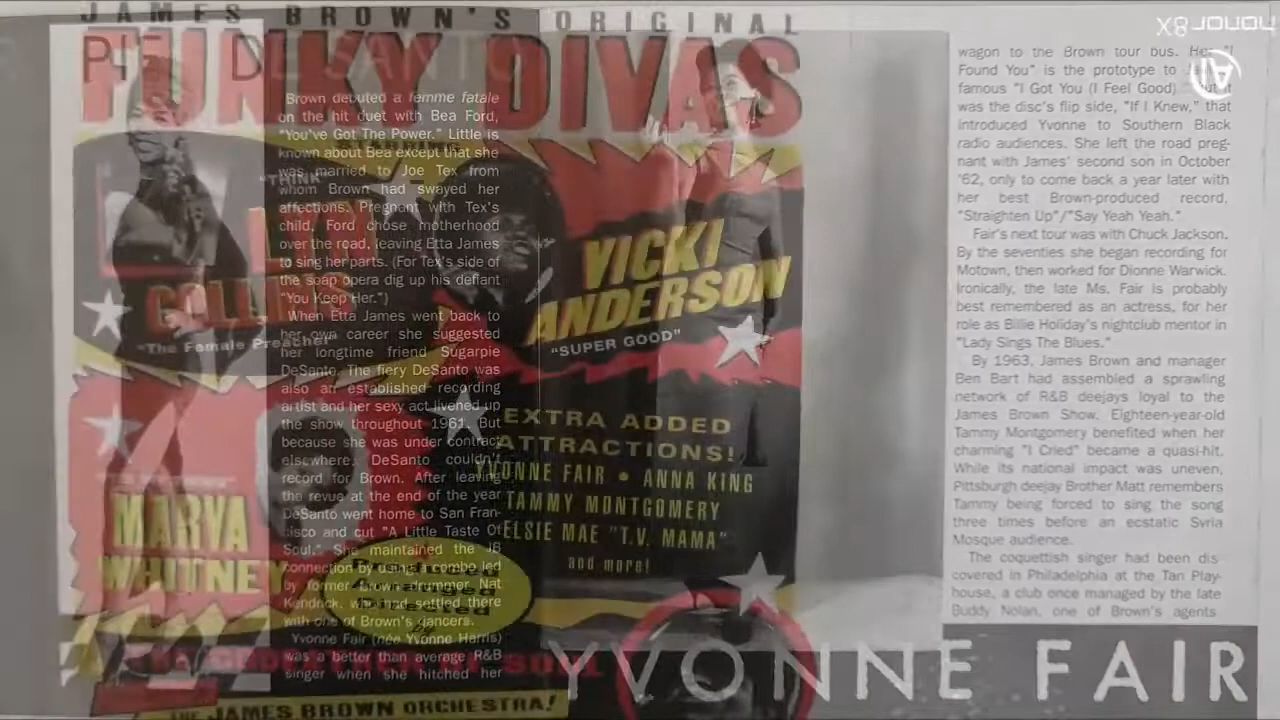 JAMES BROWN'S ORIGINAL
FUNKY DIVAS
"THINK"
LYN
COLLINS
"The Female Preacher"
VICKI
ANDERSON
"SUPER GOOD"
MARVA
WHITNEY
EXTRA ADDED
ATTRACTIONS!
YVONNE FAIR • ANNA KING
TAMMY MONTGOMERY
ELSIE MAE "T.V. MAMA"
and more!
Produced
Arranged
Directed
by
THE GODFATHER OF SOUL
THE JAMES BROWN ORCHESTRA!
Brown debuted a femme fatale
on the hit duet with Bea Ford,
"You've Got The Power." Little is
known about Bea except that she
was married to Joe Tex from
whom Brown had swayed her
affections. Pregnant with Tex's
child, Ford chose motherhood
over the road, leaving Etta James
to sing her parts. (For Tex's side of
the soap opera dig up his defiant
"You Keep Her.")
When Etta James went back to
her own career she suggested
her longtime friend Sugarpie
DeSanto. The fiery DeSanto was
also an established recording
artist and her sexy act livened up
the show throughout 1961. But
because she was under contract
elsewhere, DeSanto couldn't
record for Brown. After leaving
the revue at the end of the year
DeSanto went home to San Fran-
cisco and cut "A Little Taste Of
Soul." She maintained the JB
connection by using a combo led
by former Brown drummer Nat
Kendrick, who had settled there
with one of Brown's dancers.
Yvonne Fair (née Yvonne Harris)
was a better than average R&B
singer when she hitched her
wagon to the Brown tour bus. Her "I
Found You" is the prototype to
famous "I Got You (I Feel Good)
was the disc's flip side, "If I Knew," that
introduced Yvonne to Southern Black
radio audiences. She left the road preg-
nant with James' second son in October
'62, only to come back a year later with
her best Brown-produced record,
"Straighten Up"/"Say Yeah Yeah."
Fair's next tour was with Chuck Jackson.
By the seventies she began recording for
Motown, then worked for Dionne Warwick.
Ironically, the late Ms. Fair is probably
best remembered as an actress, for her
role as Billie Holiday's nightclub mentor in
"Lady Sings The Blues."
By 1963, James Brown and manager
Ben Bart had assembled a sprawling
network of R&B deejays loyal to the
James Brown Show. Eighteen-year-old
Tammy Montgomery benefited when her
charming "I Cried" became a quasi-hit.
While its national impact was uneven,
Pittsburgh deejay Brother Matt remembers
Tammy being forced to sing the song
three times before an ecstatic Syria
Mosque audience.
The coquettish singer had been dis
covered in Philadelphia at the Tan Play-
house, a club once managed by the late
Buddy Nolan, one of Brown's agents
YVONNE FAIR
honor 8X